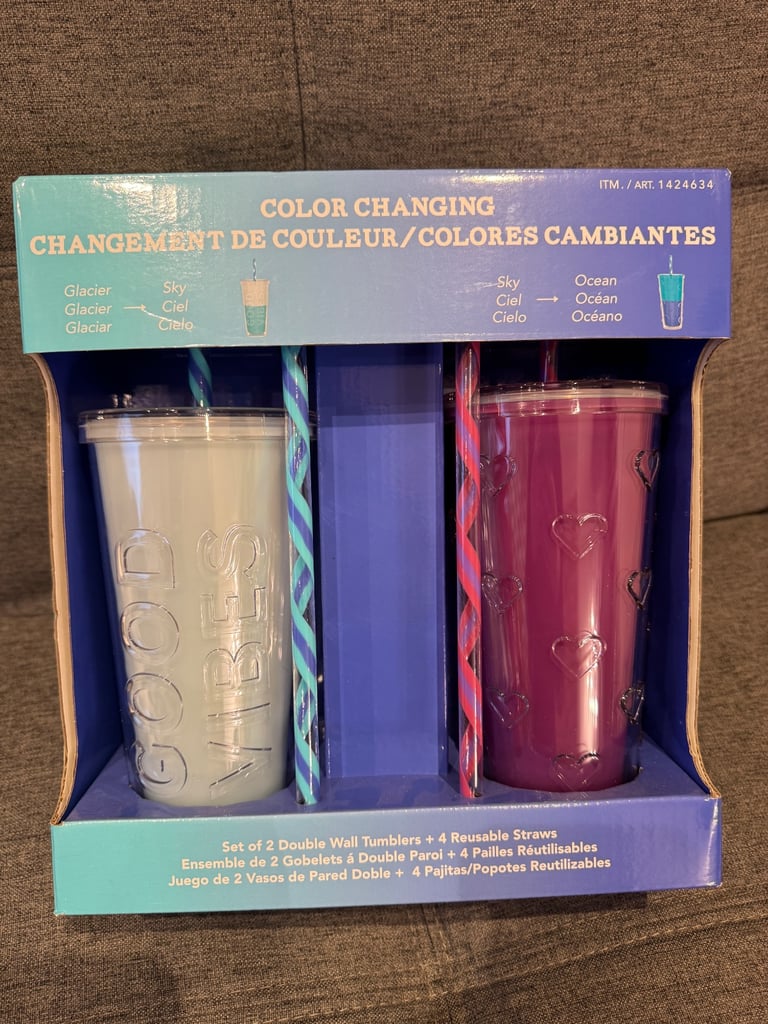 ITM. / ART. 1424634
COLOR CHANGING
CHANGEMENT DE COULEUR/COLORES CAMBIANTES
Glacier → Sky
Glacier Ciel
Glaciar Cielo
Sky → Ocean
Ciel Océan
Cielo Océano
GOOD
VIBES
Set of 2 Double Wall Tumblers + 4 Reusable Straws
Ensemble de 2 Gobelets á Double Paroi + 4 Pailles Réutilisables
Juego de 2 Vasos de Pared Doble + 4 Pajitas/Popotes Reutilizables